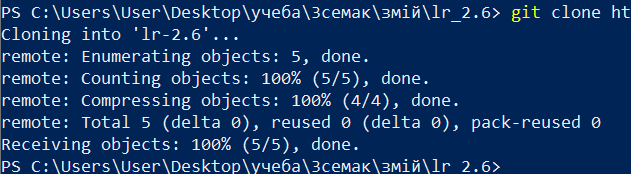 PS C:\Users\User\Desktop\учеба\3семак\змій\lr_2.6> git clone ht
Cloning into 'lr-2.6'...
remote: Enumerating objects: 5, done.
remote: Counting objects: 100% (5/5), done.
remote: Compressing objects: 100% (4/4), done.
remote: Total 5 (delta 0), reused 0 (delta 0), pack-reused 0
Receiving objects: 100% (5/5), done.
PS C:\Users\User\Desktop\учеба\3семак\змій\lr_2.6>